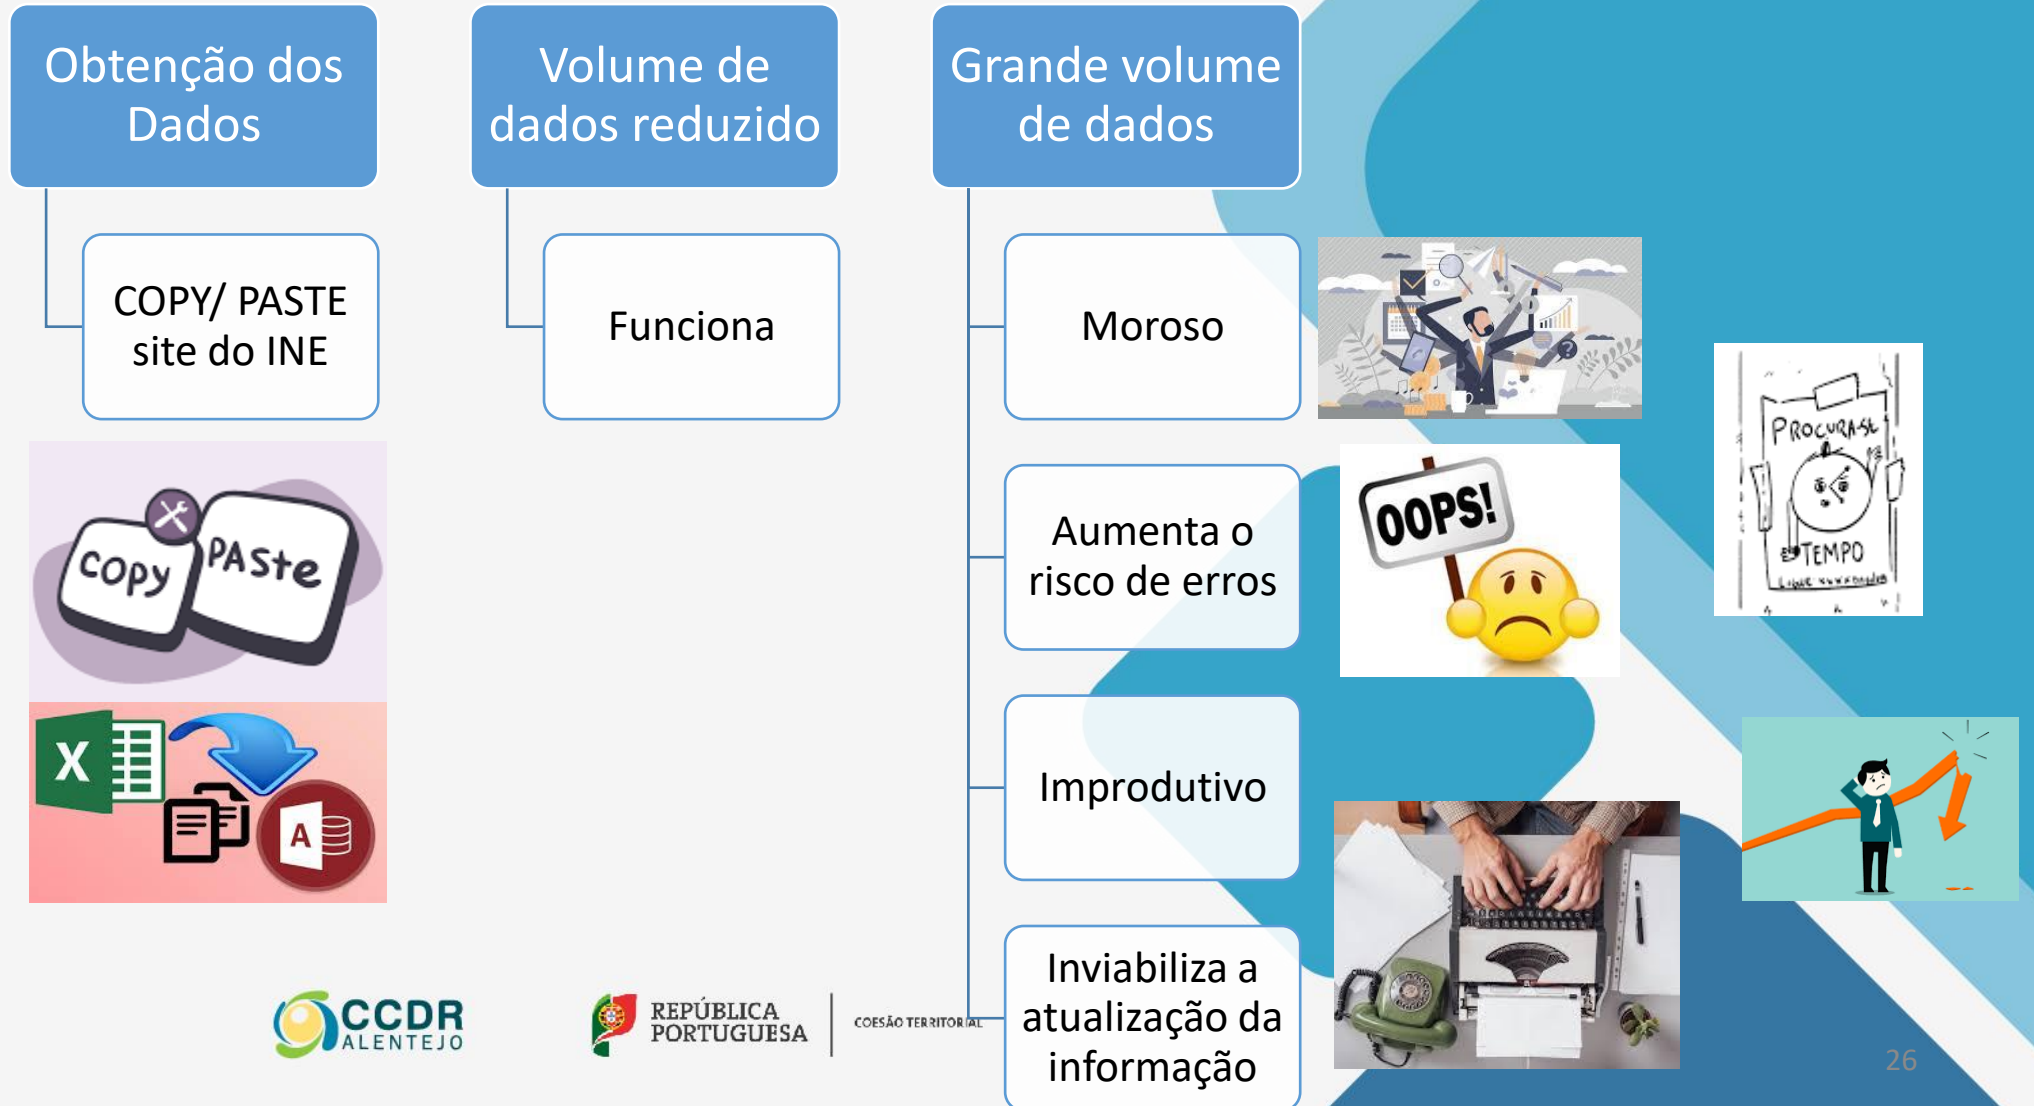 Obtenção dos
Dados
COPY/ PASTE
site do INE
COPY
PASte
X
A
Volume de
dados reduzido
Funciona
Grande volume
de dados
Moroso
Aumenta o
risco de erros
Improdutivo
Inviabiliza a
atualização da
informação
?
OOPS!
PROCURA-SE
TEMPO
CCDR
ALENTEJO
REPÚBLICA
PORTUGUESA
COESÃO TERRITORIAL
26